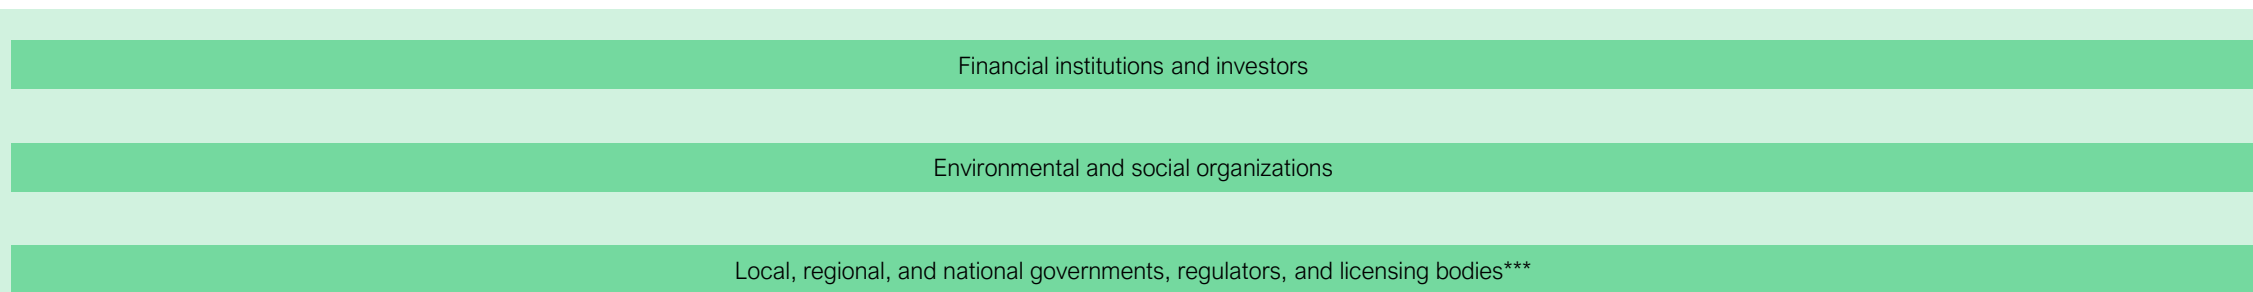 Financial institutions and investors
Environmental and social organizations
Local, regional, and national governments, regulators, and licensing bodies***